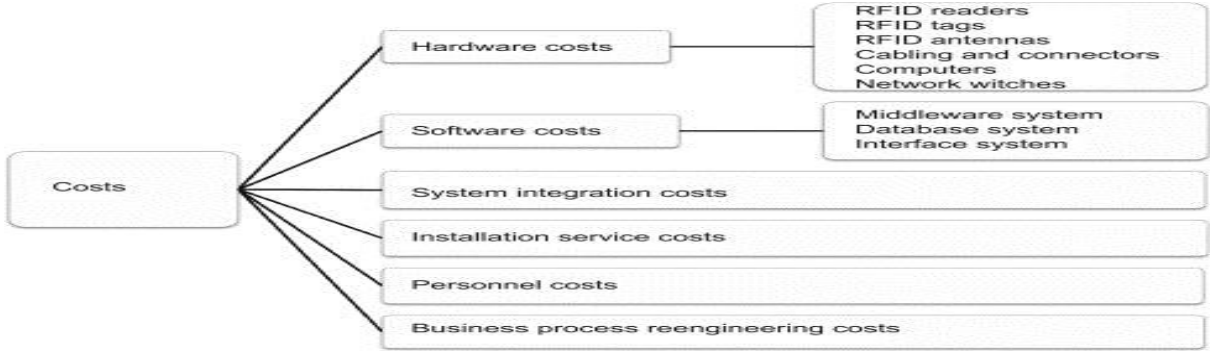 Costs
Hardware costs
RFID readers
RFID tags
RFID antennas
Cabling and connectors
Computers
Network witches
Software costs
Middleware system
Database system
Interface system
System integration costs
Installation service costs
Personnel costs
Business process reengineering costs